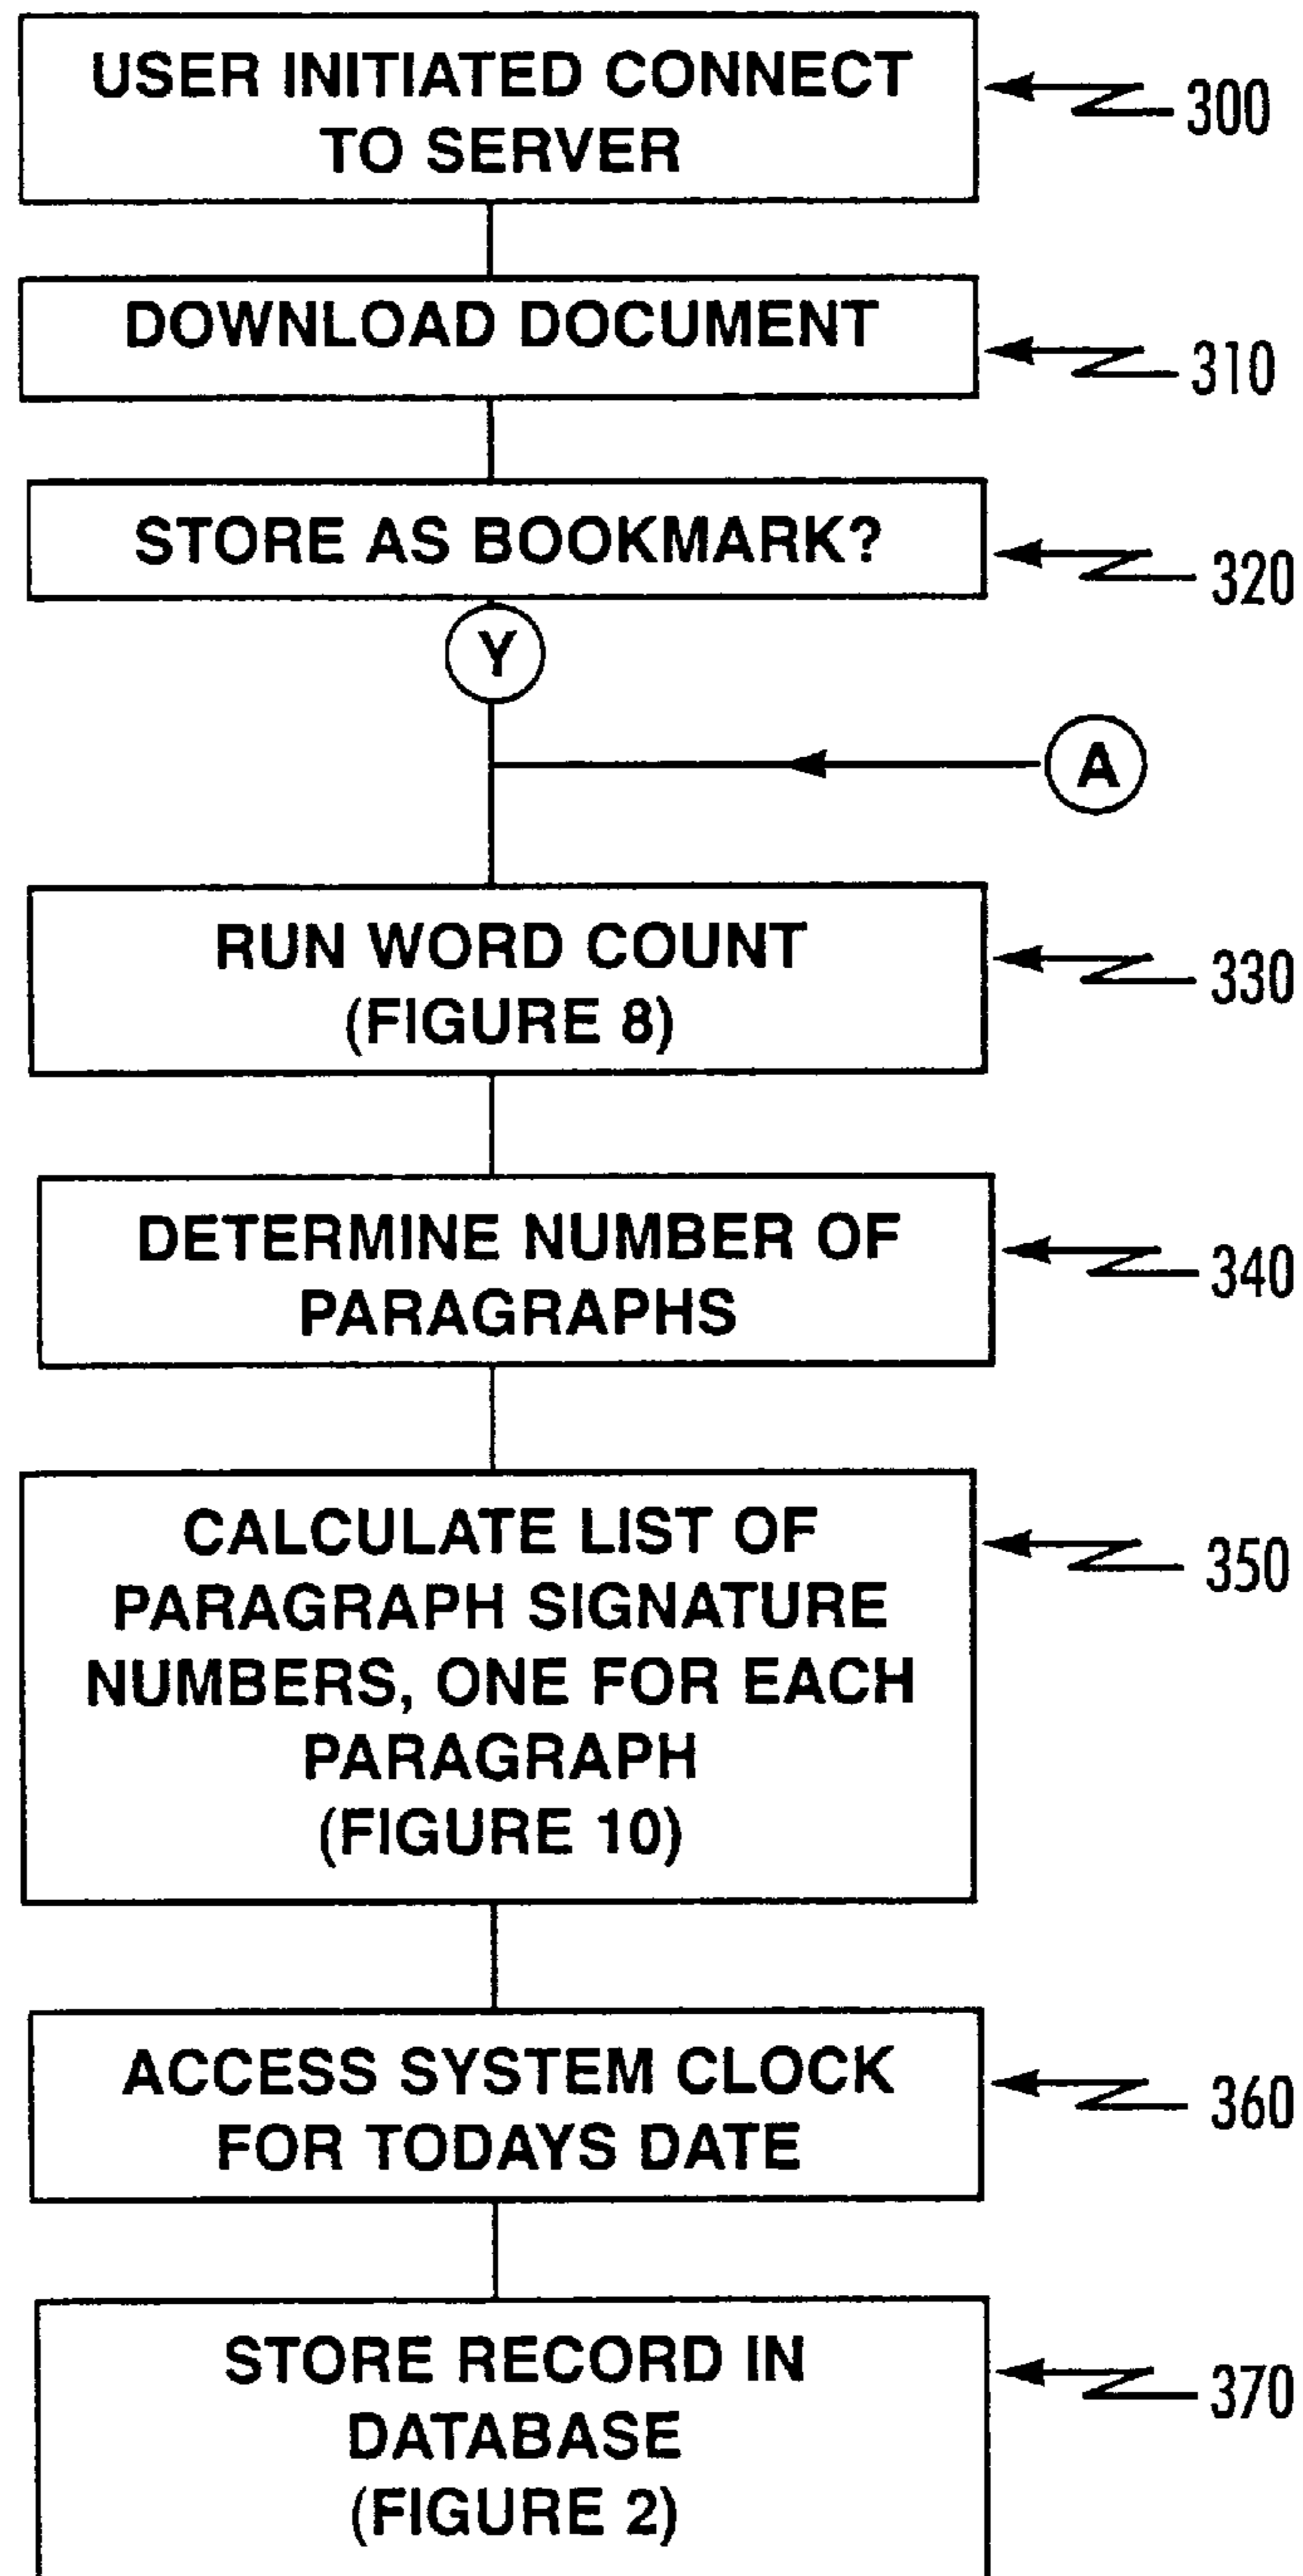 USER INITIATED CONNECT
TO SERVER
300
DOWNLOAD DOCUMENT
310
STORE AS BOOKMARK?
320
Y
A
RUN WORD COUNT
(FIGURE 8)
330
DETERMINE NUMBER OF
PARAGRAPHS
340
CALCULATE LIST OF
PARAGRAPH SIGNATURE
NUMBERS, ONE FOR EACH
PARAGRAPH
(FIGURE 10)
350
ACCESS SYSTEM CLOCK
FOR TODAYS DATE
360
STORE RECORD IN
DATABASE
(FIGURE 2)
370